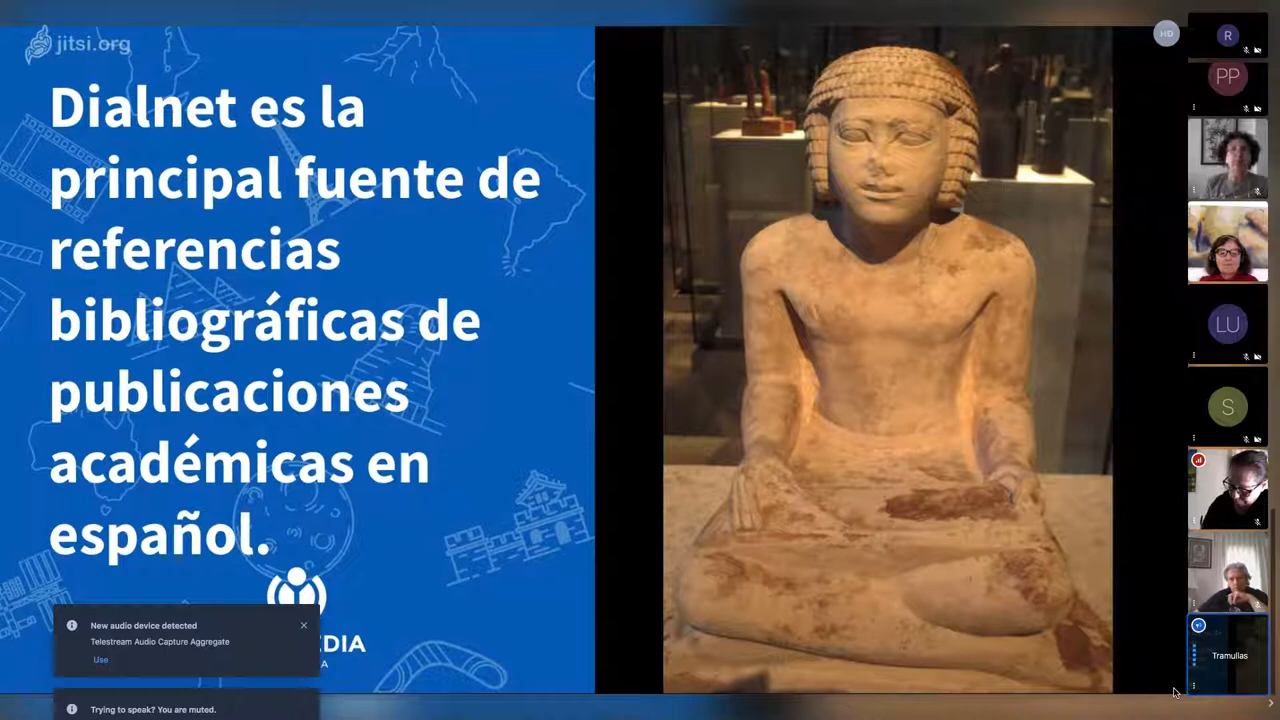 jitsi.org
Dialnet es la
principal fuente de
referencias
bibliográficas de
publicaciones
académicas en
español.
New audio device detected
Telestream Audio Capture Aggregate
Use
Trying to speak? You are muted.
HD
R
PP
LU
S
Tramullas